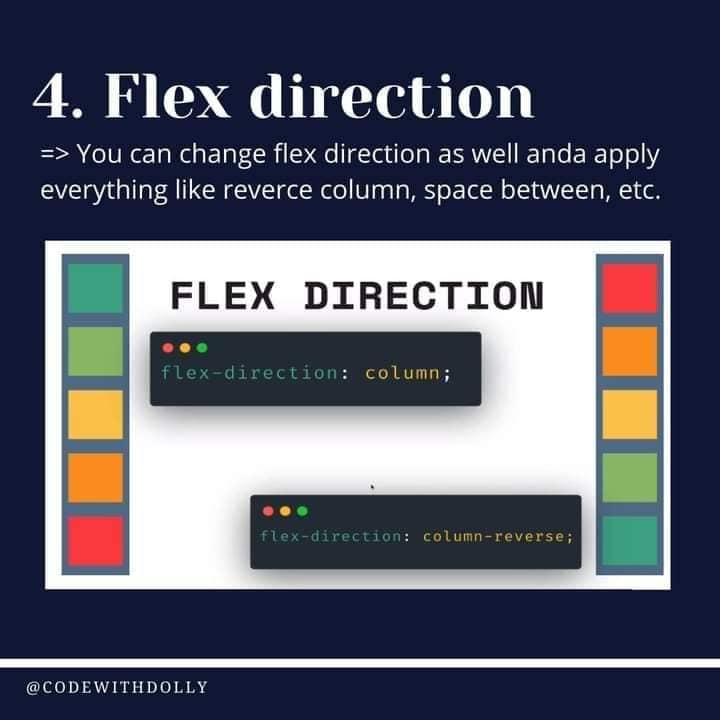 4. Flex direction
=> You can change flex direction as well anda apply
everything like reverce column, space between, etc.
FLEX DIRECTION
flex-direction: column;
flex-direction: column-reverse;
@CODEWITHDOLLY